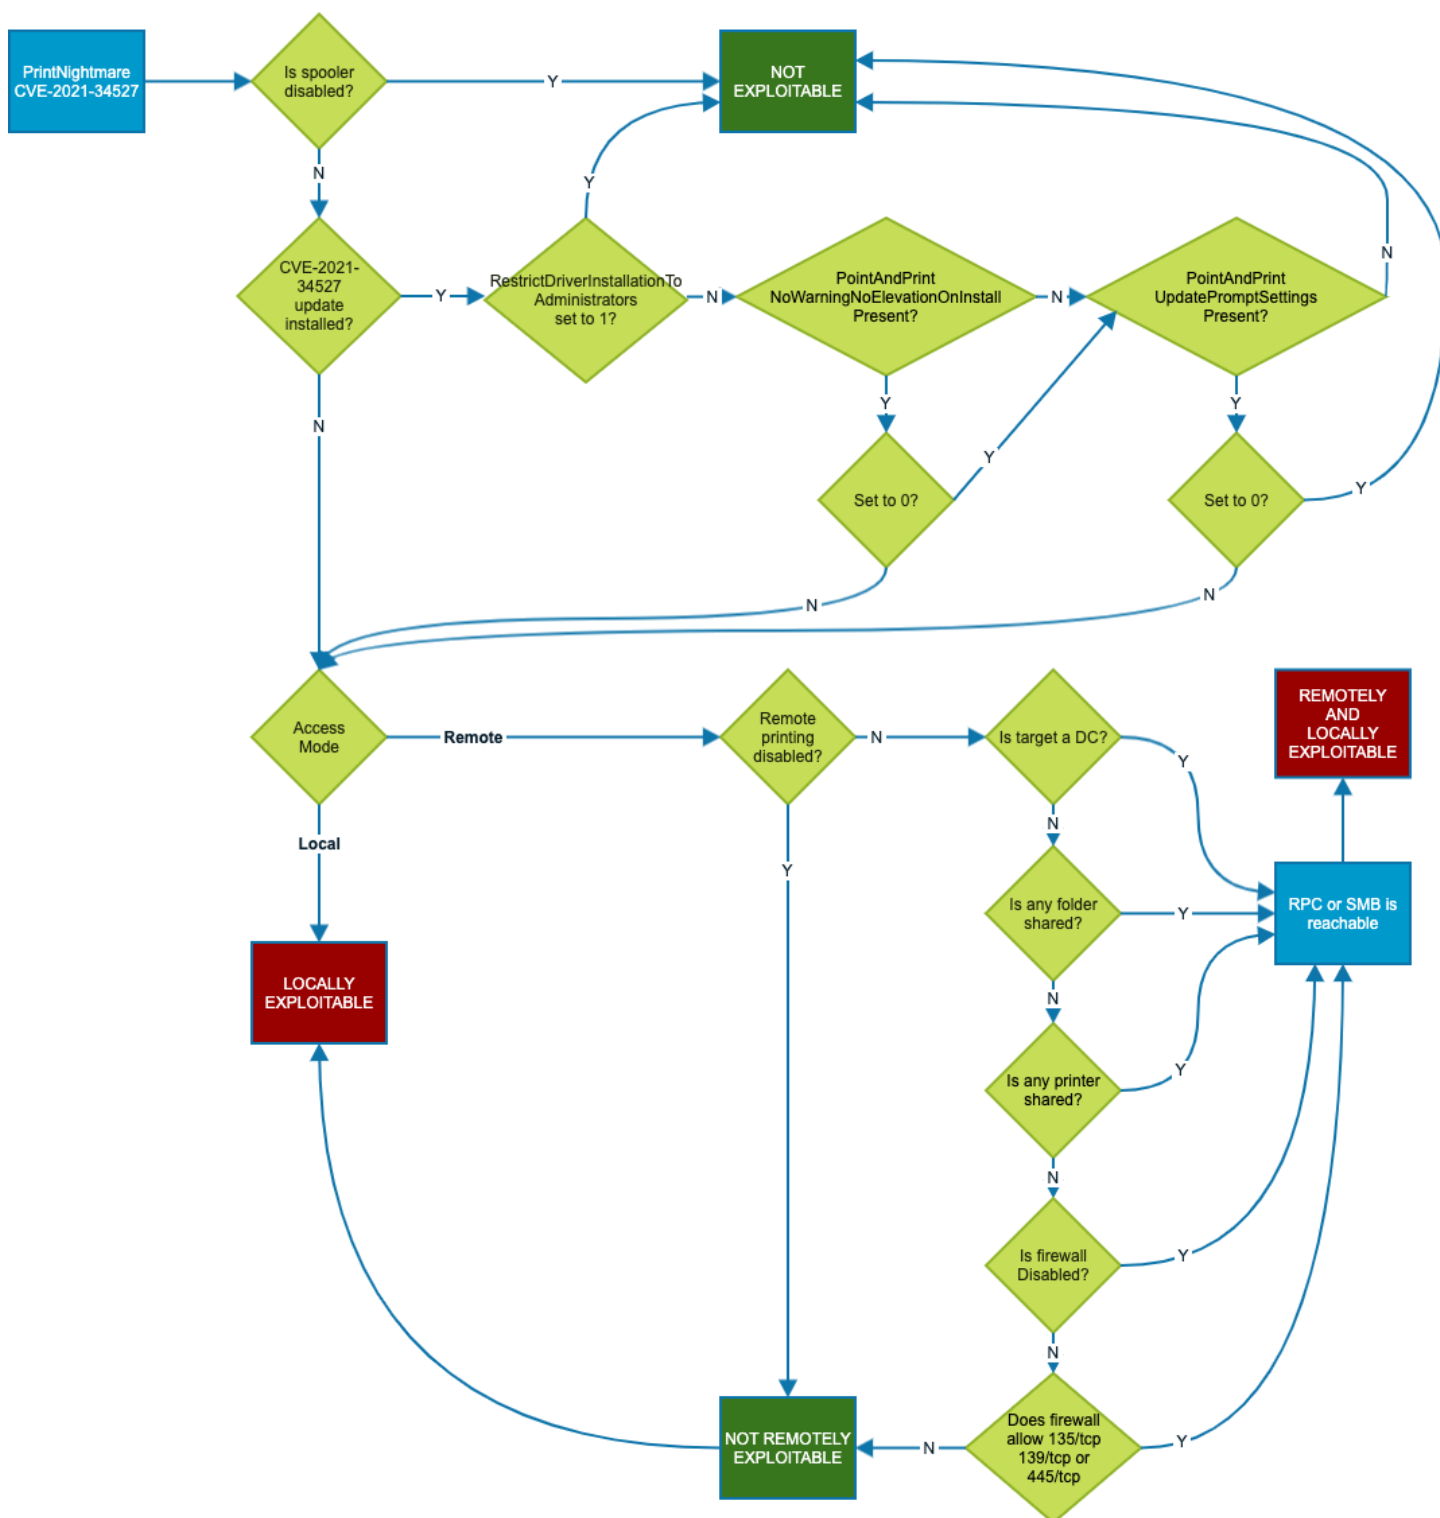 PrintNightmare
CVE-2021-34527
Is spooler
disabled?
Y
NOT
EXPLOITABLE
N
Y
N
CVE-2021-
34527
update
installed?
Y
RestrictDriverInstallationTo
Administrators
set to 1?
N
PointAndPrint
NoWarningNoElevationOnInstall
Present?
N
PointAndPrint
UpdatePromptSettings
Present?
Y
Y
N
Y
Set to 0?
Set to 0?
Y
N
N
Access
Mode
Remote
Remote
printing
disabled?
N
Is target a DC?
Y
REMOTELY
AND
LOCALLY
EXPLOITABLE
Local
N
Y
Is any folder
shared?
Y
RPC or SMB is
reachable
LOCALLY
EXPLOITABLE
N
Is any printer
shared?
Y
N
Is firewall
Disabled?
Y
N
NOT REMOTELY
EXPLOITABLE
N
Does firewall
allow 135/tcp
139/tcp or
445/tcp
Y